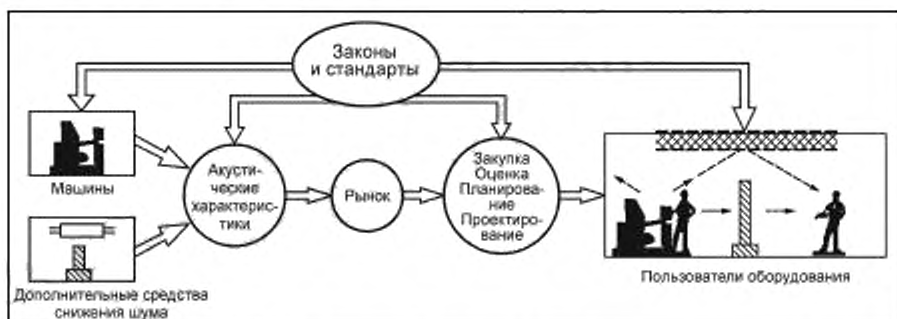 Законы
и стандарты
Машины
Акусти-
ческие
характерис-
тики
Рынок
Закупка
Оценка
Планирова-
ние
Проектиро-
вание
Дополнительные средства
снижения шума
Пользователи оборудования